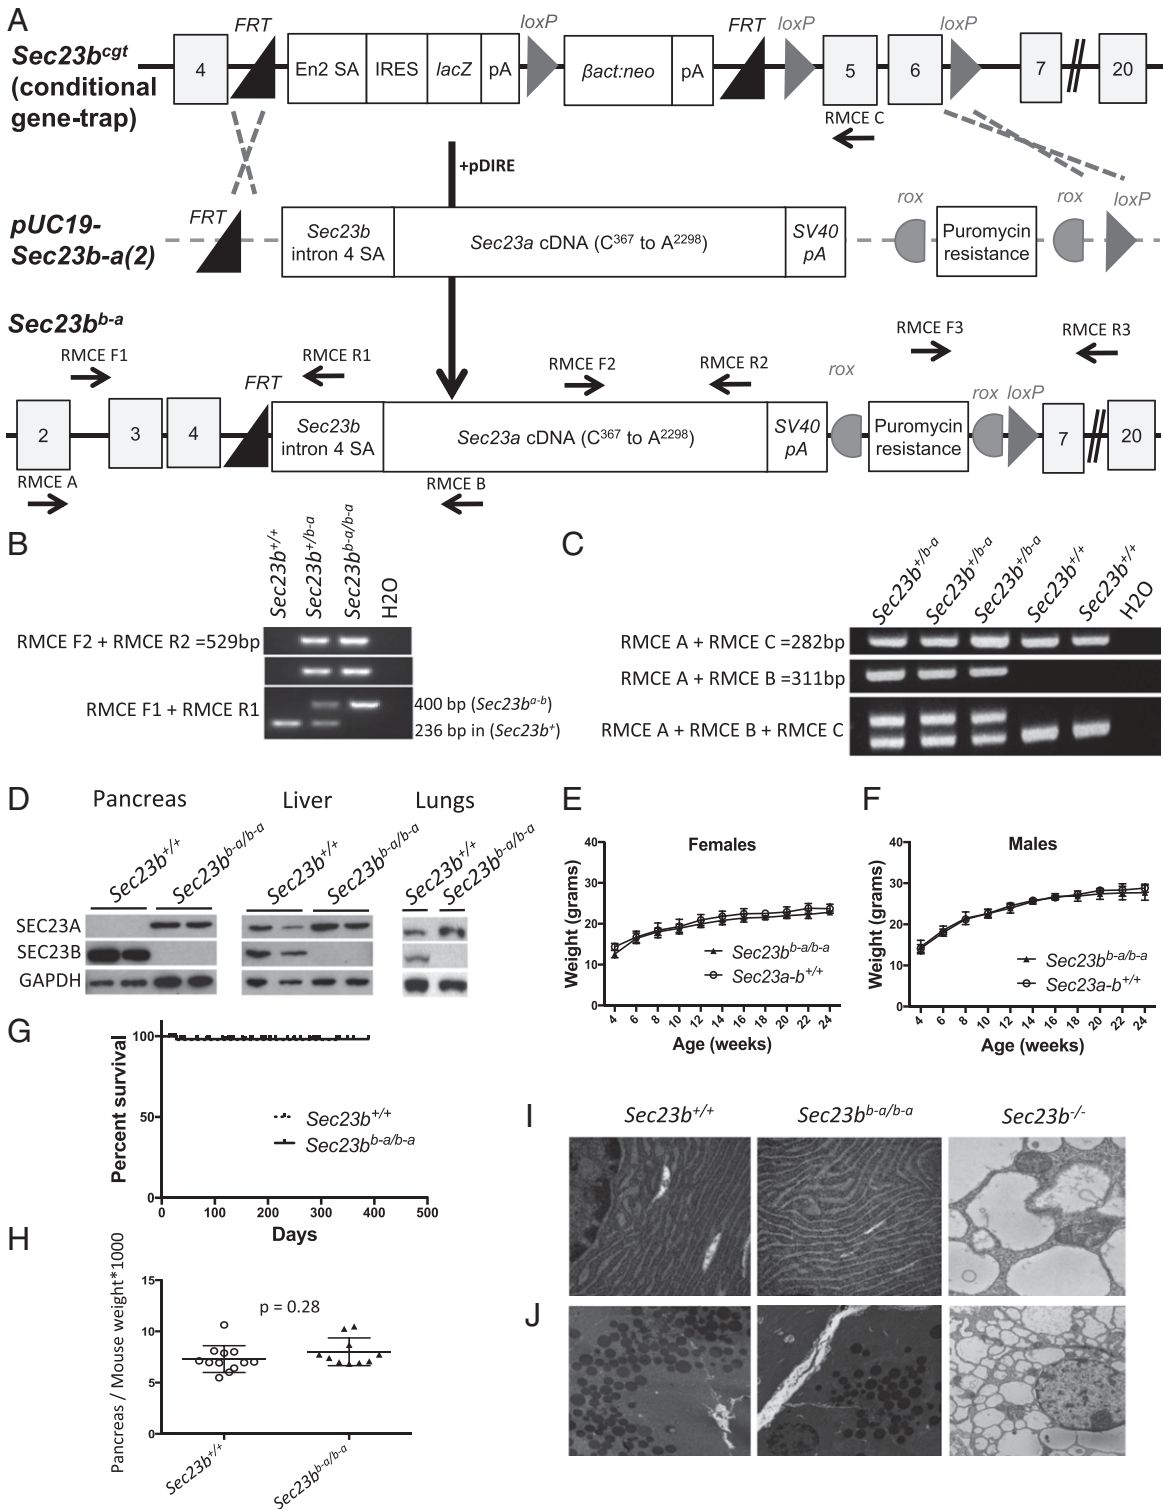 A
FRT
loxP
FRT
loxP
loxP
Sec23b^cgt
(conditional
gene-trap)
4
En2 SA
IRES
lacZ
pA
βact:neo
pA
5
6
7
20
RMCE C
+pDIRE
pUC19-
Sec23b-a(2)
FRT
Sec23b
intron 4 SA
Sec23a cDNA (C^367 to A^2298)
SV40
pA
rox
Puromycin
resistance
rox
loxP
Sec23b^b-a
RMCE F1
RMCE R1
RMCE F2
RMCE R2
RMCE F3
RMCE R3
FRT
rox
rox
loxP
2
3
4
Sec23b
intron 4 SA
Sec23a cDNA (C^367 to A^2298)
SV40
pA
Puromycin
resistance
7
20
RMCE A
RMCE B
B
Sec23b^+/+
Sec23b^+/b-a
Sec23b^b-a/b-a
H2O
RMCE F2 + RMCE R2 =529bp
RMCE F1 + RMCE R1
400 bp (Sec23b^a-b)
236 bp in (Sec23b^+)
C
Sec23b^+/b-a
Sec23b^+/b-a
Sec23b^+/b-a
Sec23b^+/+
Sec23b^+/+
H2O
RMCE A + RMCE C =282bp
RMCE A + RMCE B =311bp
RMCE A + RMCE B + RMCE C
D
Pancreas
Liver
Lungs
Sec23b^+/+
Sec23b^b-a/b-a
Sec23b^+/+
Sec23b^b-a/b-a
Sec23b^+/+
Sec23b^b-a/b-a
SEC23A
SEC23B
GAPDH
E
Females
Weight (grams)
40
30
20
10
0
Sec23b^b-a/b-a
Sec23a-b^+/+
4 6 8 10 12 14 16 18 20 22 24
Age (weeks)
F
Males
Weight (grams)
40
30
20
10
0
Sec23b^b-a/b-a
Sec23a-b^+/+
4 6 8 10 12 14 16 18 20 22 24
Age (weeks)
G
Percent survival
100
50
0
Sec23b^+/+
Sec23b^b-a/b-a
0 100 200 300 400 500
Days
H
Pancreas / Mouse weight*1000
15
10
5
0
p = 0.28
Sec23b^+/+
Sec23b^b-a/b-a
I
Sec23b^+/+
Sec23b^b-a/b-a
Sec23b^-/-
J